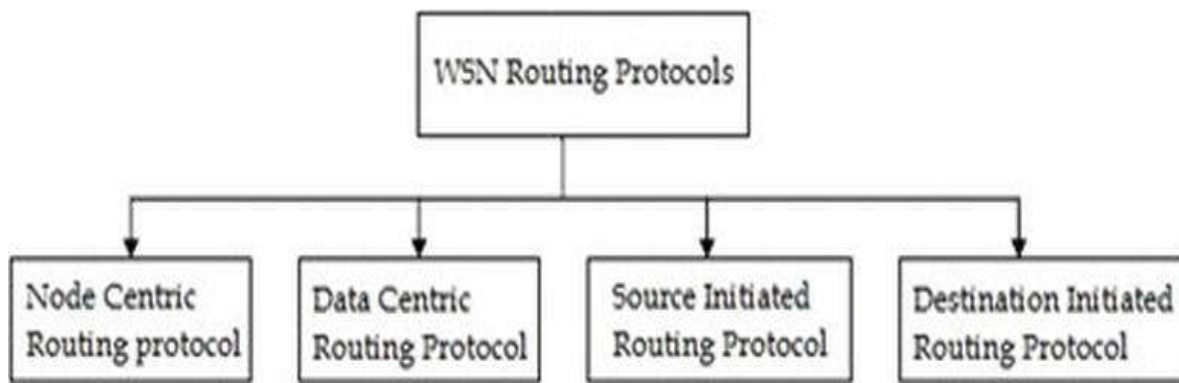 WSN Routing Protocols
Node Centric
Routing protocol
Data Centric
Routing Protocol
Source Initiated
Routing Protocol
Destination Initiated
Routing Protocol